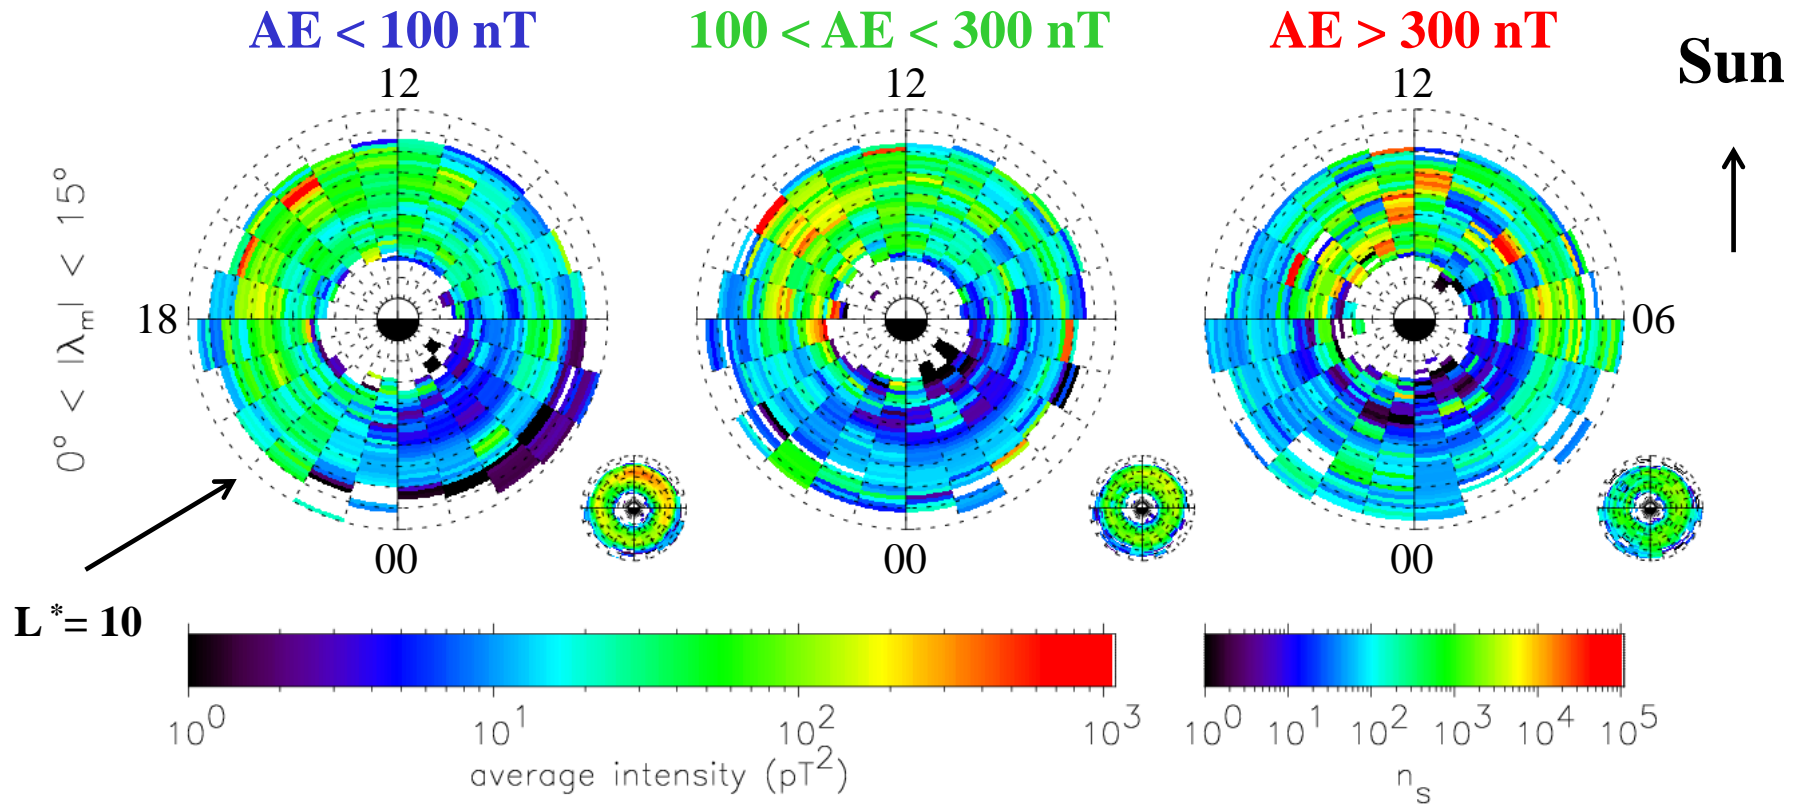 AE < 100 nT
100 < AE < 300 nT
AE > 300 nT
Sun
12
12
12
0° < |λm| < 15°
18
06
00
00
00
L*= 10
10^0
10^1
10^2
10^3
average intensity (pT^2)
10^0
10^1
10^2
10^3
10^4
10^5
n_s